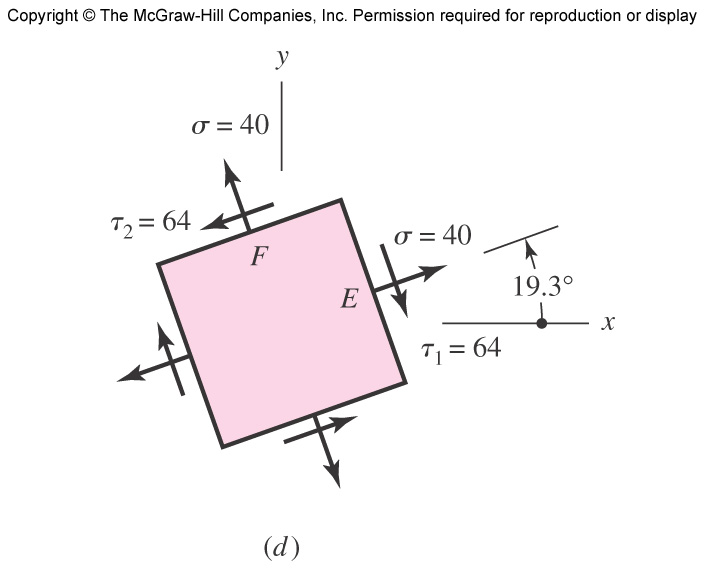 Copyright © The McGraw-Hill Companies, Inc. Permission required for reproduction or display
y
σ = 40
τ₂ = 64
F
σ = 40
E
19.3°
x
τ₁ = 64
(d)